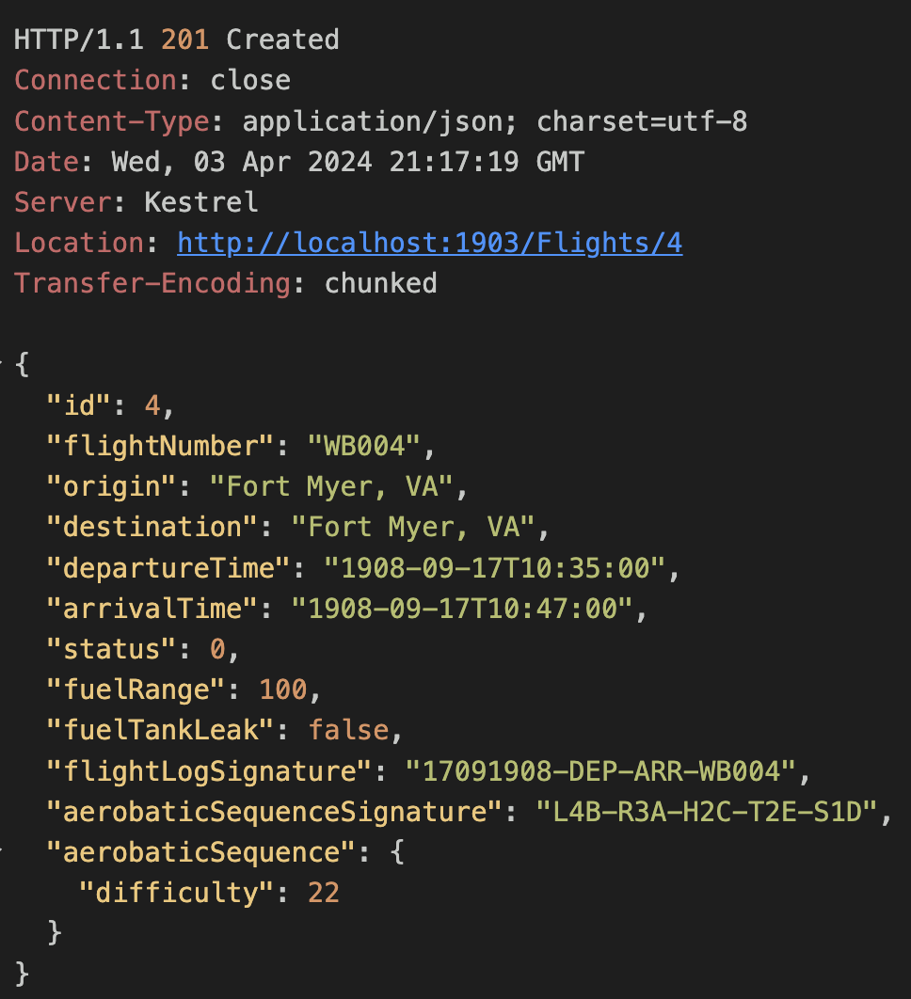 HTTP/1.1 201 Created
Connection: close
Content-Type: application/json; charset=utf-8
Date: Wed, 03 Apr 2024 21:17:19 GMT
Server: Kestrel
Location: http://localhost:1903/Flights/4
Transfer-Encoding: chunked

{
  "id": 4,
  "flightNumber": "WB004",
  "origin": "Fort Myer, VA",
  "destination": "Fort Myer, VA",
  "departureTime": "1908-09-17T10:35:00",
  "arrivalTime": "1908-09-17T10:47:00",
  "status": 0,
  "fuelRange": 100,
  "fuelTankLeak": false,
  "flightLogSignature": "17091908-DEP-ARR-WB004",
  "aerobaticSequenceSignature": "L4B-R3A-H2C-T2E-S1D",
  "aerobaticSequence": {
    "difficulty": 22
  }
}